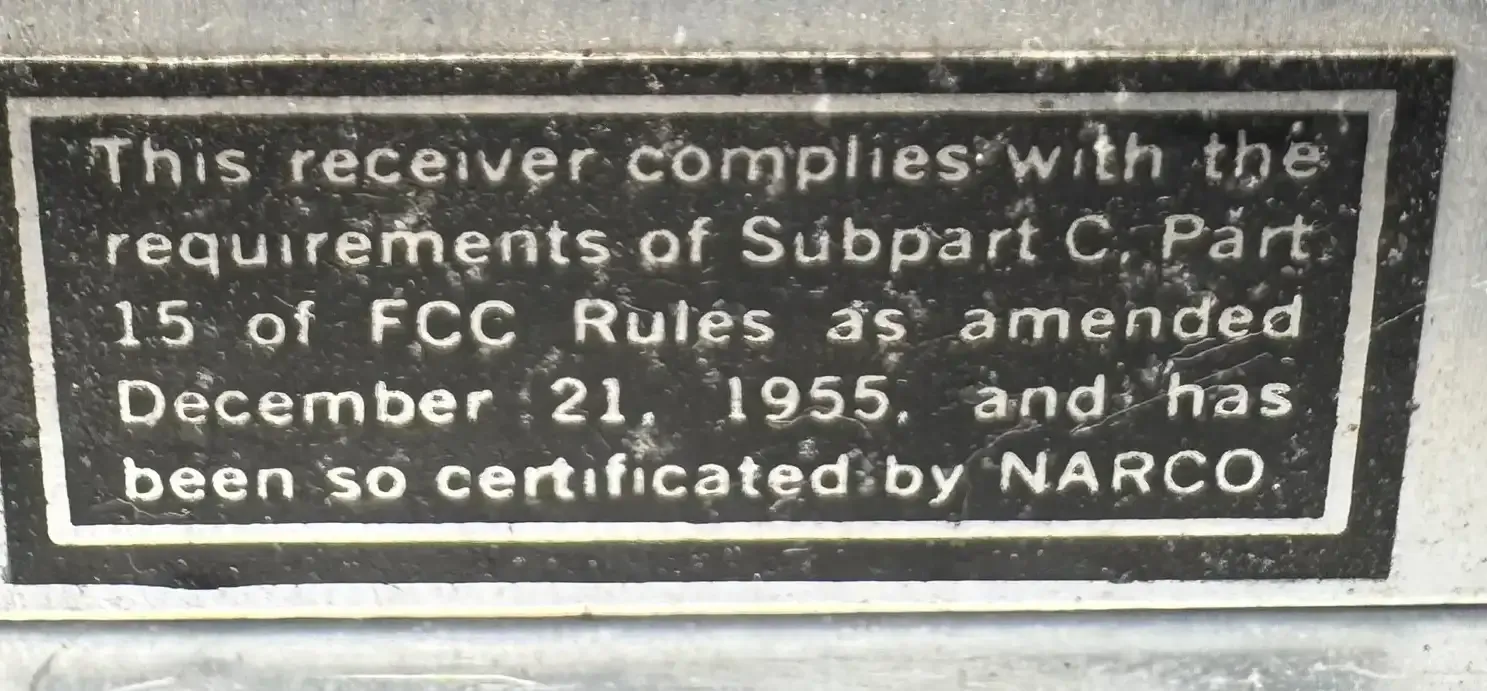 This receiver complies with the
requirements of Subpart C, Part
15 of FCC Rules as amended
December 21, 1955, and has
been so certificated by NARCO.